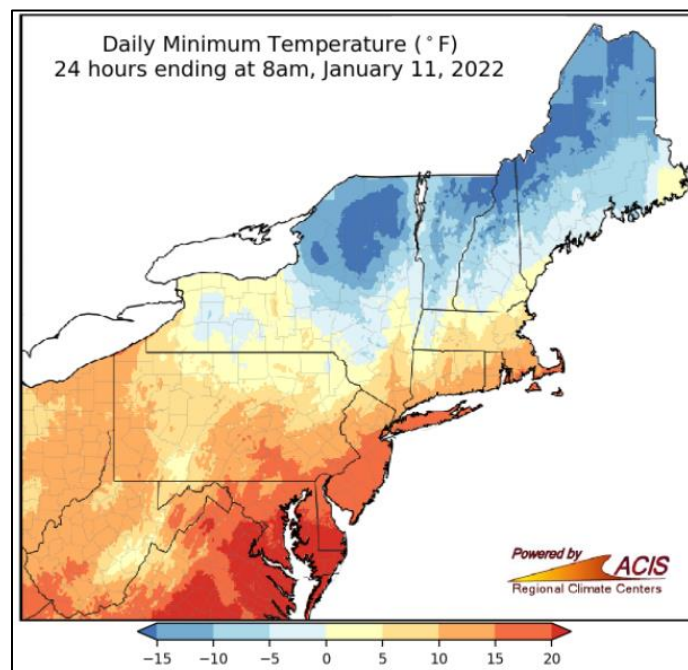 Daily Minimum Temperature (°F)
24 hours ending at 8am, January 11, 2022
Powered by
ACIS
Regional Climate Centers
−15 −10 −5 0 5 10 15 20